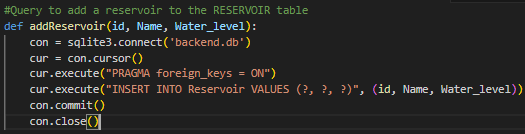 #Query to add a reservoir to the RESERVOIR table
def addReservoir(id, Name, Water_level):
    con = sqlite3.connect('backend.db')
    cur = con.cursor()
    cur.execute("PRAGMA foreign_keys = ON")
    cur.execute("INSERT INTO Reservoir VALUES (?, ?, ?)", (id, Name, Water_level))
    con.commit()
    con.close()